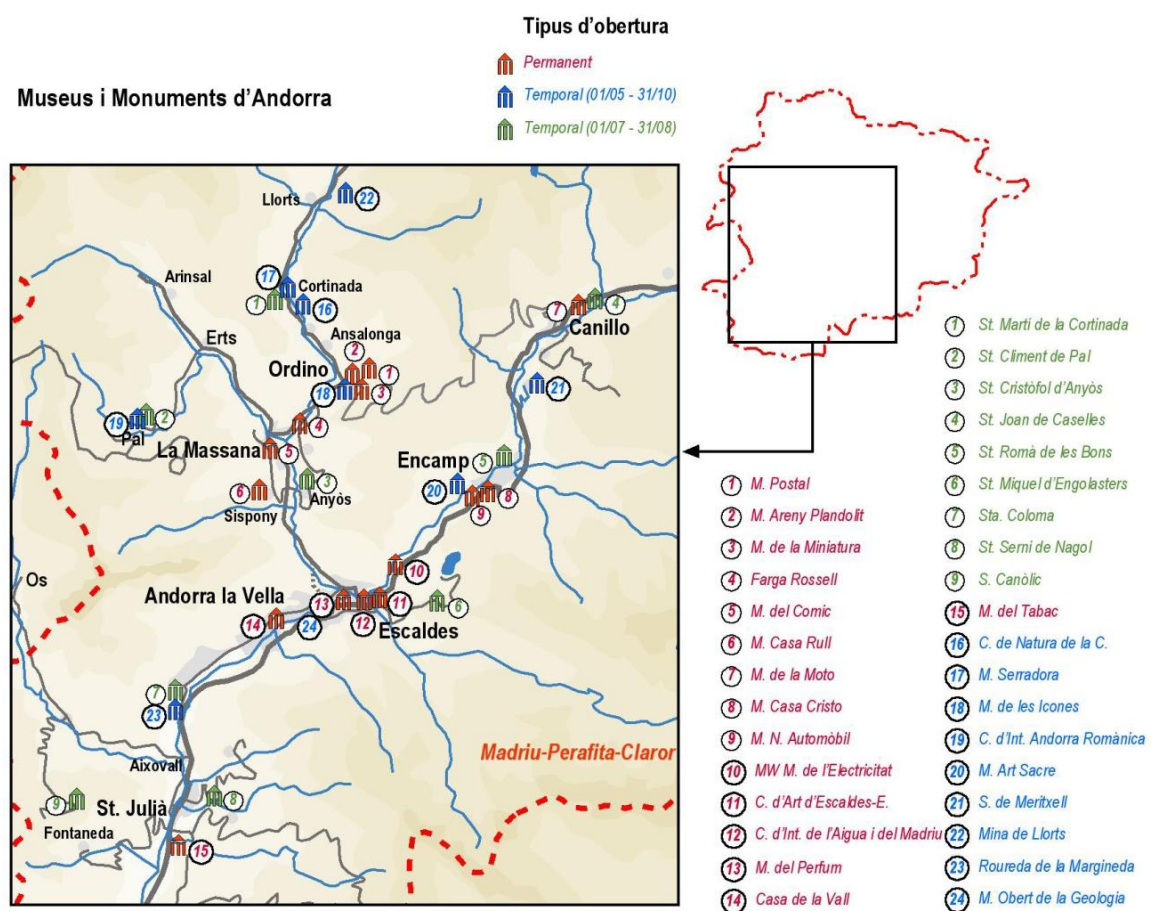 Tipus d'obertura
Permanent
Museus i Monuments d'Andorra
Temporal (01/05 - 31/10)
Temporal (01/07 - 31/08)
Llorts
22
Arinsal
17
Cortinada
1
16
7
4
Canillo
Erts
Ansalonga
2
Ordino
1
18
3
21
19
2
Pal
4
La Massana
5
Encamp
5
6
3
Anyòs
20
8
Sispony
9
Os
10
Andorra la Vella
13
11
6
14
24
12
Escaldes
7
23
Madriu-Perafita-Claror
Aixovall
9
St. Julià
8
Fontaneda
15
1 St. Martí de la Cortinada
2 St. Climent de Pal
3 St. Cristòfol d'Anyòs
4 St. Joan de Caselles
5 St. Romà de les Bons
6 St. Miquel d'Engolasters
7 Sta. Coloma
8 St. Serni de Nagol
9 S. Canòlic
1 M. Postal
2 M. Areny Plandolit
3 M. de la Miniatura
4 Farga Rossell
5 M. del Comic
6 M. Casa Rull
7 M. de la Moto
8 M. Casa Cristo
9 M. N. Automòbil
10 MW M. de l'Electricitat
11 C. d'Art d'Escaldes-E.
12 C. d'Int. de l'Aigua i del Madriu
13 M. del Perfum
14 Casa de la Vall
15 M. del Tabac
16 C. de Natura de la C.
17 M. Serradora
18 M. de les Icones
19 C. d'Int. Andorra Romànica
20 M. Art Sacre
21 S. de Meritxell
22 Mina de Llorts
23 Roureda de la Margineda
24 M. Obert de la Geologia